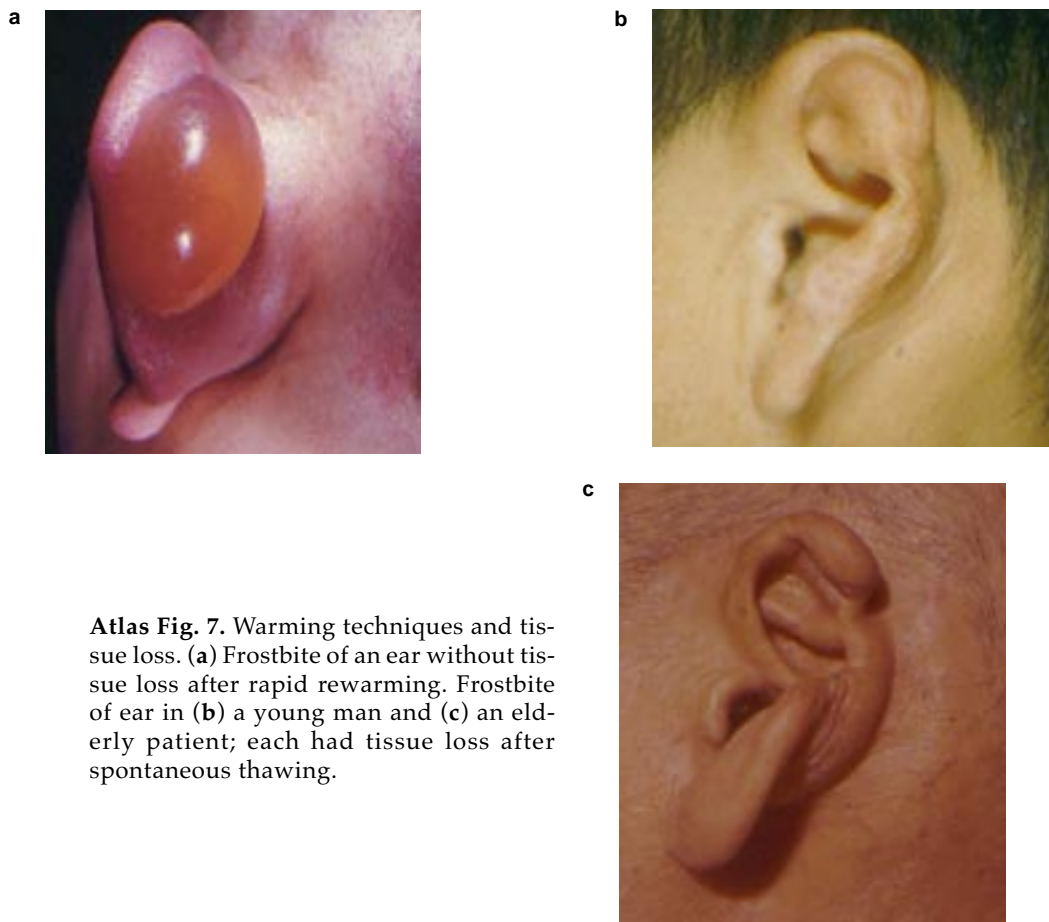 a
b
c
Atlas Fig. 7. Warming techniques and tis-
sue loss. (a) Frostbite of an ear without tis-
sue loss after rapid rewarming. Frostbite
of ear in (b) a young man and (c) an eld-
erly patient; each had tissue loss after
spontaneous thawing.